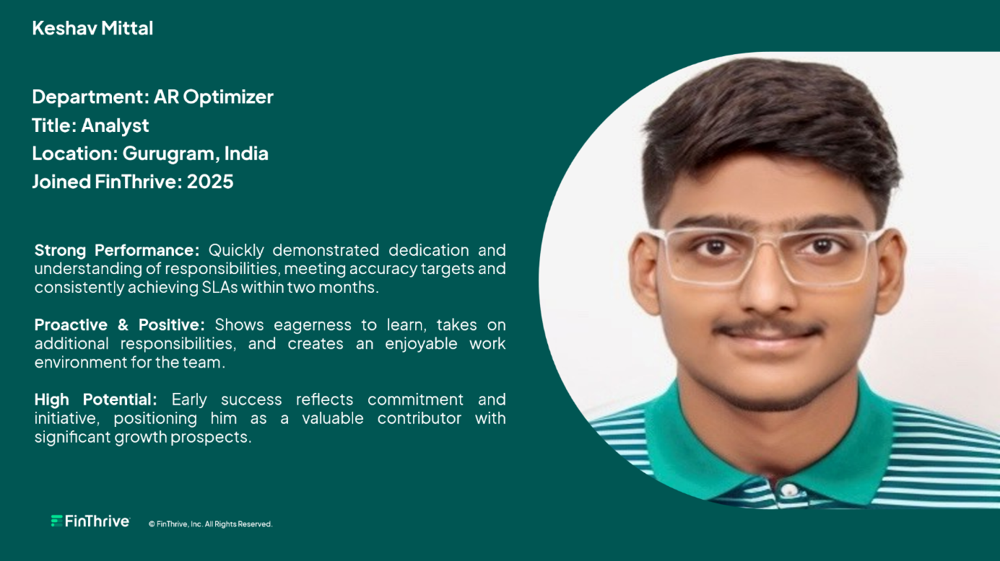 Keshav Mittal
Department: AR Optimizer
Title: Analyst
Location: Gurugram, India
Joined FinThrive: 2025
Strong Performance: Quickly demonstrated dedication and
understanding of responsibilities, meeting accuracy targets and
consistently achieving SLAs within two months.
Proactive & Positive: Shows eagerness to learn, takes on
additional responsibilities, and creates an enjoyable work
environment for the team.
High Potential: Early success reflects commitment and
initiative, positioning him as a valuable contributor with
significant growth prospects.
FinThrive
© FinThrive, Inc. All Rights Reserved.